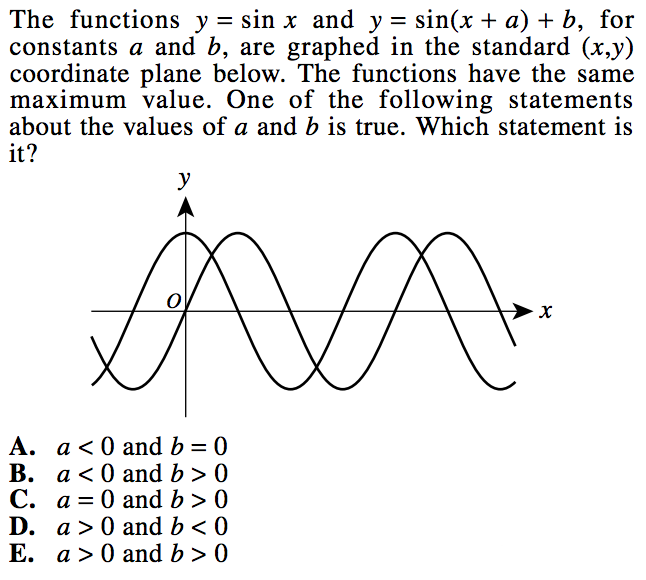 The functions y = sin x and y = sin(x + a) + b, for
constants a and b, are graphed in the standard (x,y)
coordinate plane below. The functions have the same
maximum value. One of the following statements
about the values of a and b is true. Which statement is
it?
y
O
x
A. a < 0 and b = 0
B. a < 0 and b > 0
C. a = 0 and b > 0
D. a > 0 and b < 0
E. a > 0 and b > 0